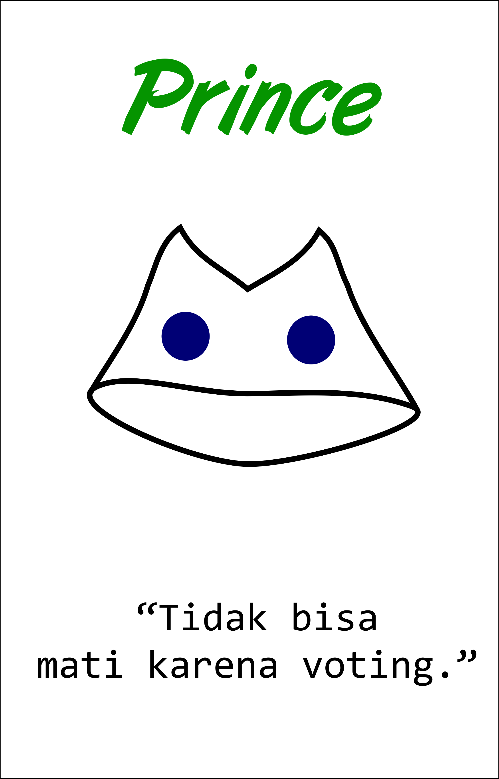 Prince
“Tidak bisa
mati karena voting.”